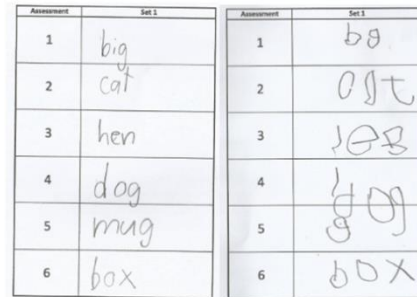 Assessment Set 1
1 big
2 cat
3 hen
4 dog
5 mug
6 box
Assessment Set 1
1 bg
2
3
4
5
6 box